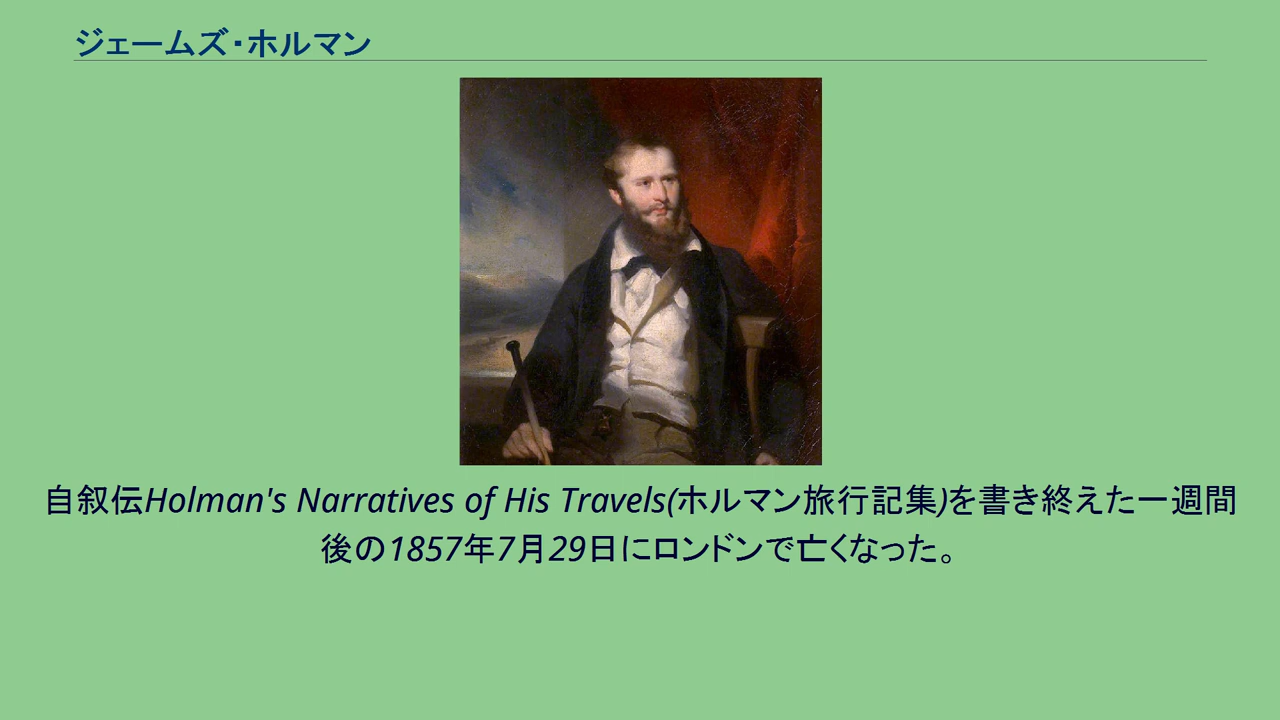 ジェームズ・ホルマン
自叙伝Holman's Narratives of His Travels(ホルマン旅行記集)を書き終えた一週間
後の1857年7月29日にロンドンで亡くなった。